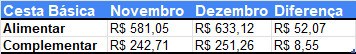 Cesta Básica Novembro Dezembro Diferença
Alimentar R$ 581,05 R$ 633,12 R$ 52,07
Complementar R$ 242,71 R$ 251,26 R$ 8,55